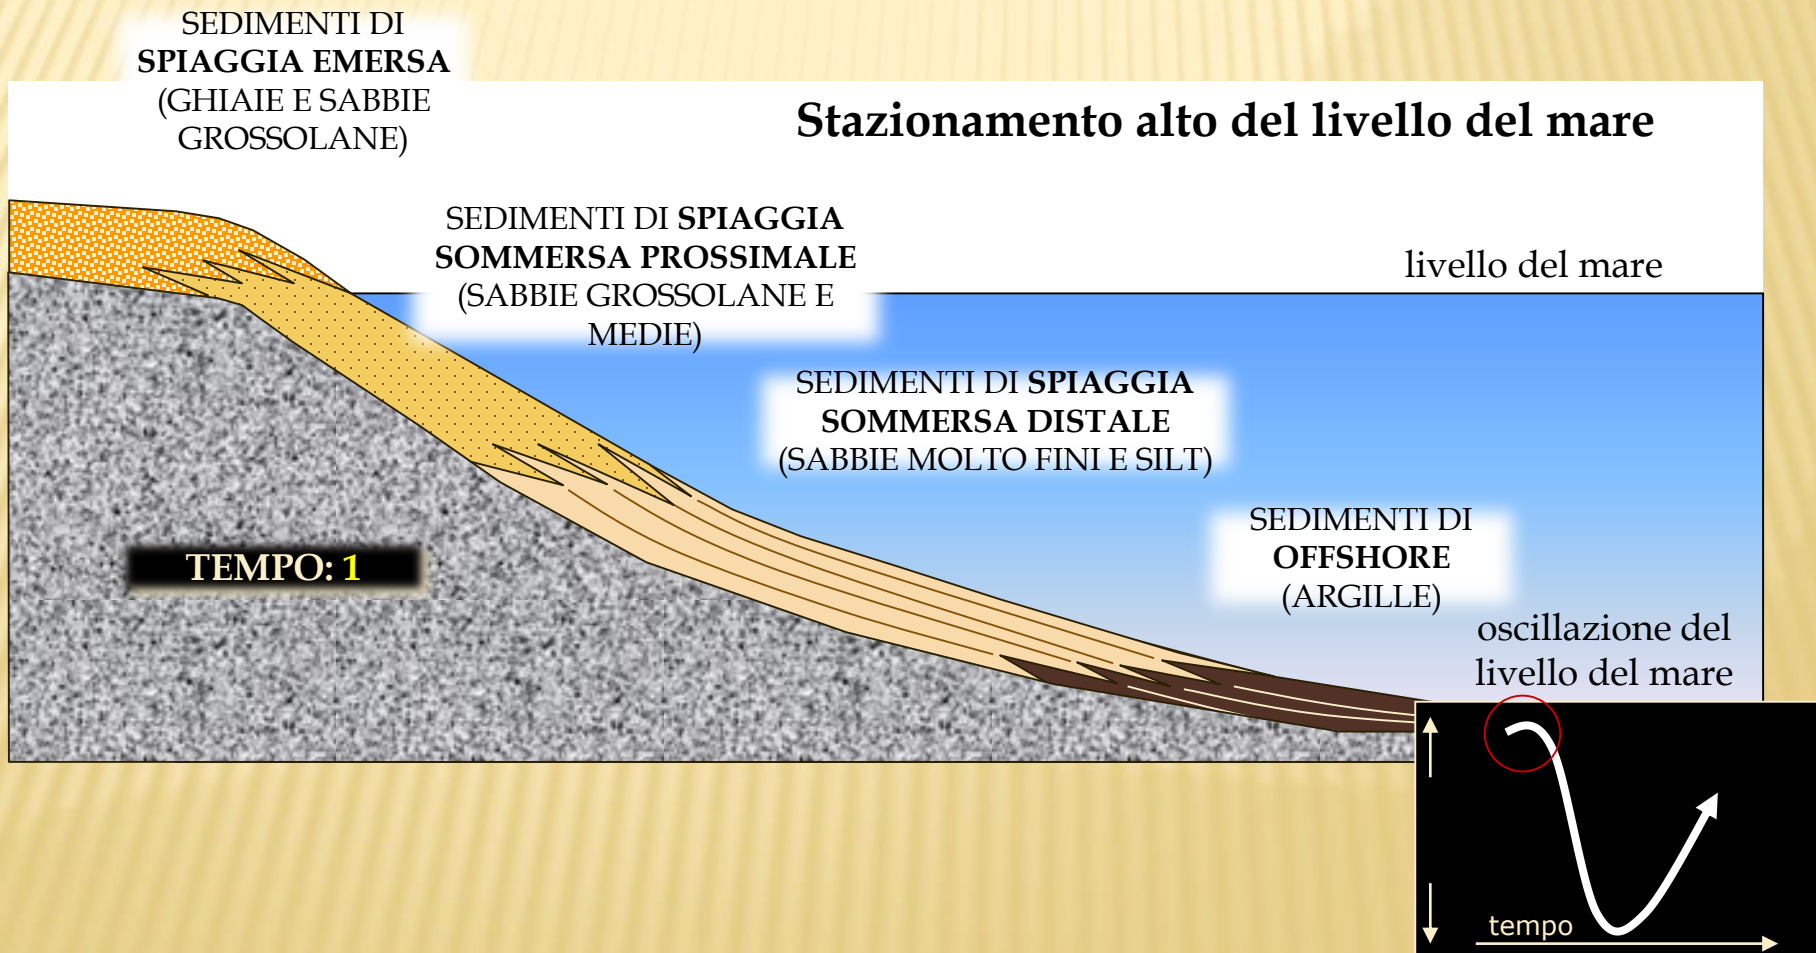 SEDIMENTI DI
SPIAGGIA EMERSA
(GHIAIE E SABBIE
GROSSOLANE)
Stazionamento alto del livello del mare
SEDIMENTI DI SPIAGGIA
SOMMERSA PROSSIMALE
(SABBIE GROSSOLANE E
MEDIE)
livello del mare
SEDIMENTI DI SPIAGGIA
SOMMERSA DISTALE
(SABBIE MOLTO FINI E SILT)
SEDIMENTI DI
OFFSHORE
(ARGILLE)
TEMPO: 1
oscillazione del
livello del mare
tempo